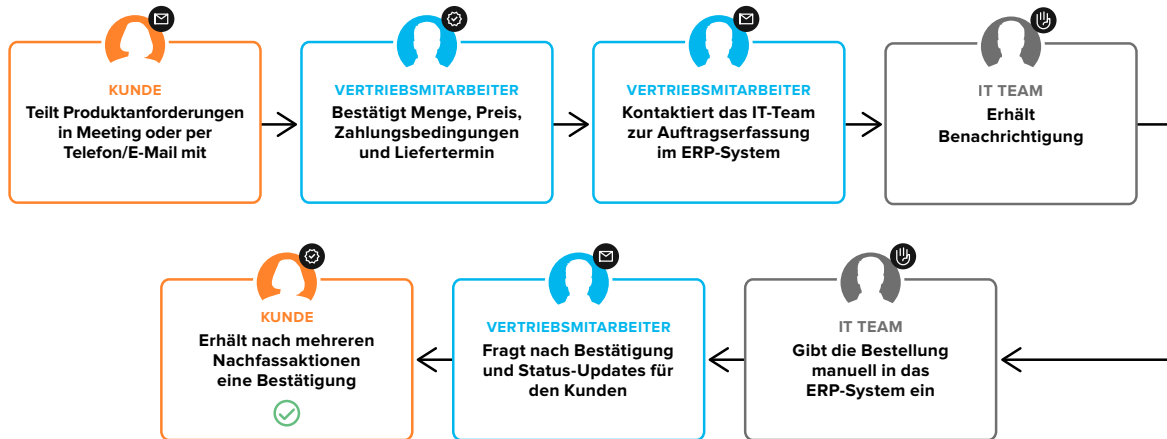 KUNDE
Teilt Produktanforderungen
in Meeting oder per
Telefon/E-Mail mit
VERTRIEBSMITARBEITER
Bestätigt Menge, Preis,
Zahlungsbedingungen
und Liefertermin
VERTRIEBSMITARBEITER
Kontaktiert das IT-Team
zur Auftragserfassung
im ERP-System
IT TEAM
Erhält
Benachrichtigung
IT TEAM
Gibt die Bestellung
manuell in das
ERP-System ein
VERTRIEBSMITARBEITER
Fragt nach Bestätigung
und Status-Updates für
den Kunden
KUNDE
Erhält nach mehreren
Nachfassaktionen
eine Bestätigung